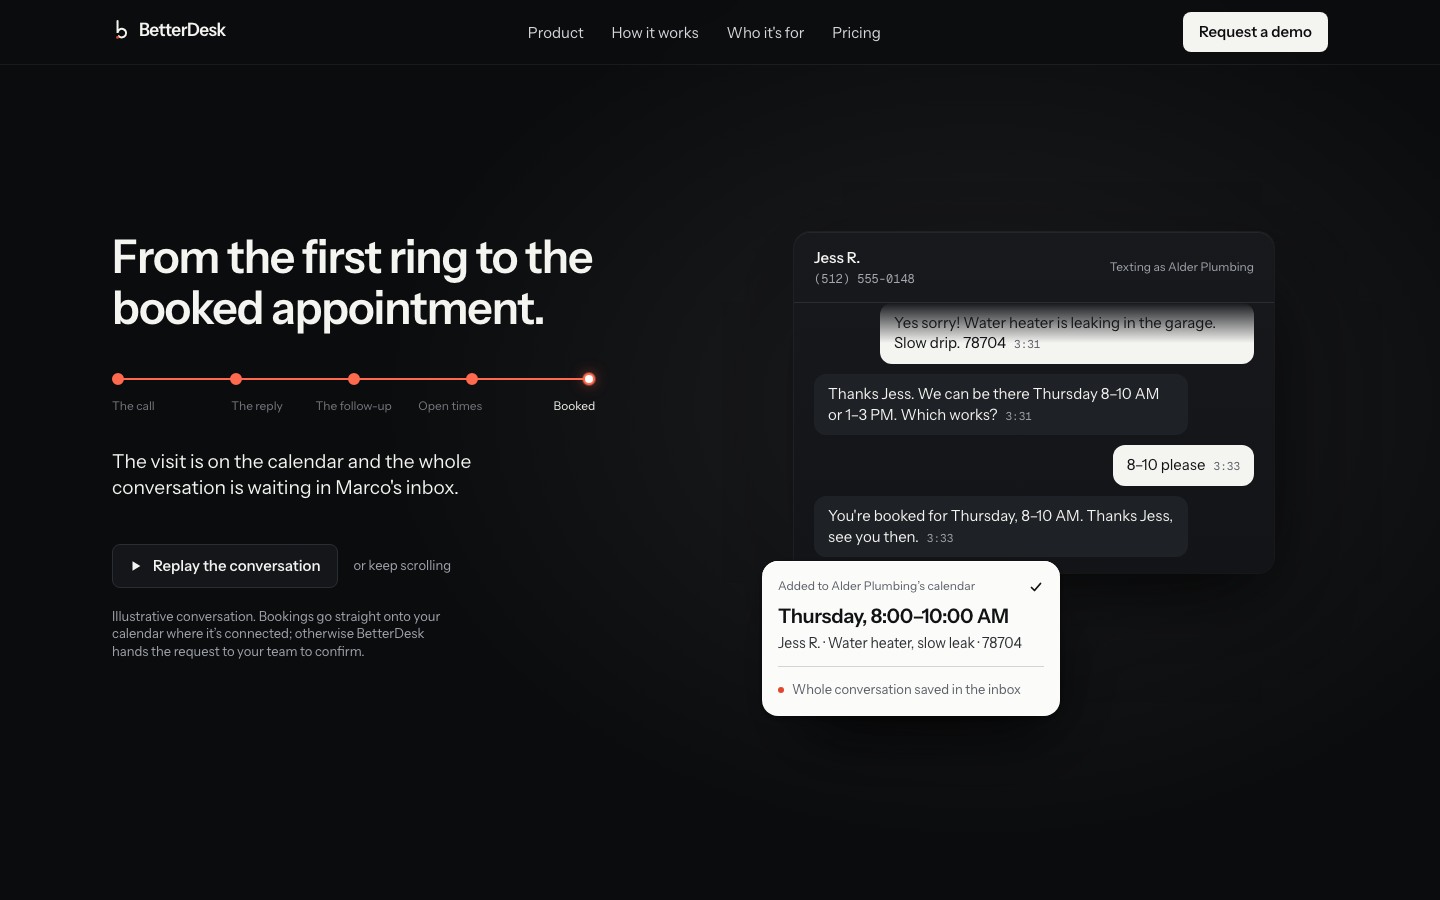 BetterDesk
Product
How it works
Who it's for
Pricing
Request a demo
From the first ring to the
booked appointment.
The call
The reply
The follow-up
Open times
Booked
The visit is on the calendar and the whole
conversation is waiting in Marco's inbox.
Replay the conversation
or keep scrolling
Illustrative conversation. Bookings go straight onto your
calendar where it's connected; otherwise BetterDesk
hands the request to your team to confirm.
Jess R.
(512) 555-0148
Texting as Alder Plumbing
Yes sorry! Water heater is leaking in the garage.
Slow drip. 78704 3:31
Thanks Jess. We can be there Thursday 8–10 AM
or 1–3 PM. Which works? 3:31
8–10 please 3:33
You're booked for Thursday, 8–10 AM. Thanks Jess,
see you then. 3:33
Added to Alder Plumbing's calendar
Thursday, 8:00–10:00 AM
Jess R. · Water heater, slow leak · 78704
Whole conversation saved in the inbox